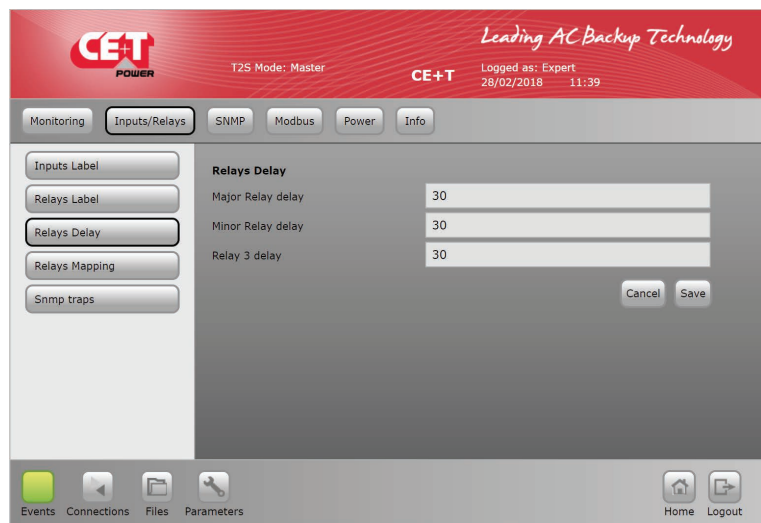 CE+T
POWER
Leading AC Backup Technology
T2S Mode: Master
CE+T
Logged as: Expert
28/02/2018 11:39
Monitoring Inputs/Relays SNMP Modbus Power Info
Inputs Label
Relays Label
Relays Delay
Relays Mapping
Snmp traps
Relays Delay
Major Relay delay 30
Minor Relay delay 30
Relay 3 delay 30
Cancel Save
Events Connections Files Parameters Home Logout